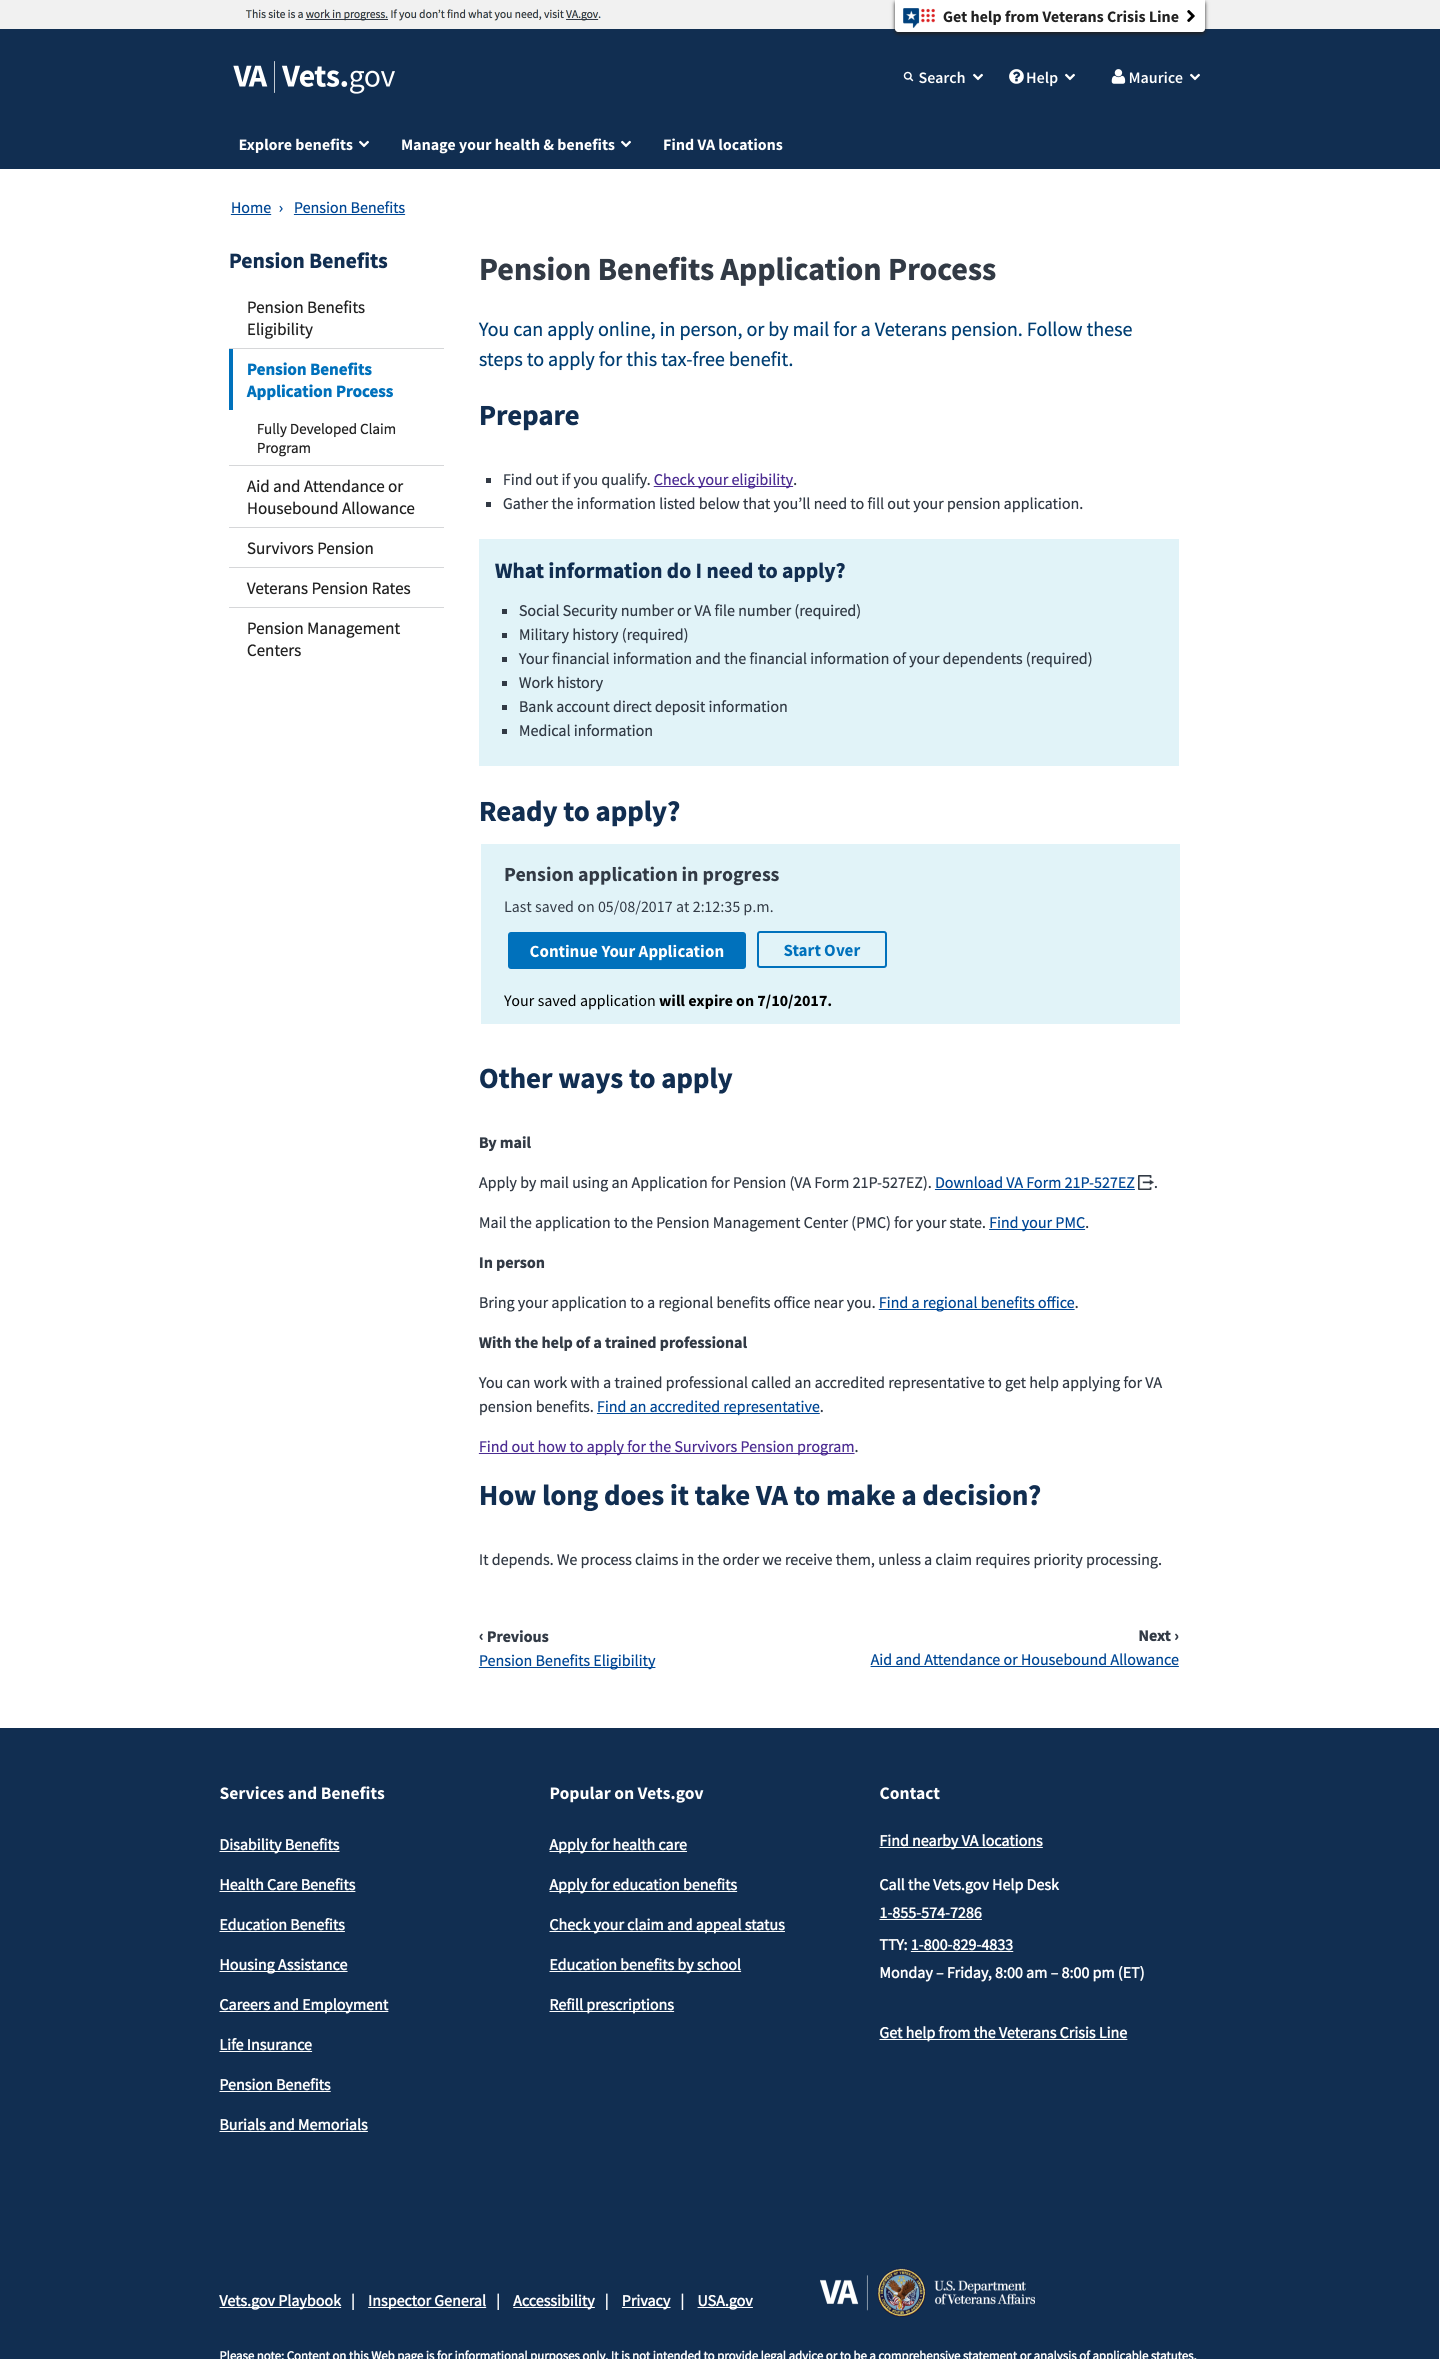 This site is a work in progress. If you don’t find what you need, visit VA.gov.
Get help from Veterans Crisis Line
VA | Vets.gov
Search
Help
Maurice
Explore benefits
Manage your health & benefits
Find VA locations
Home › Pension Benefits
Pension Benefits
Pension Benefits
Eligibility
Pension Benefits
Application Process
Fully Developed Claim
Program
Aid and Attendance or
Housebound Allowance
Survivors Pension
Veterans Pension Rates
Pension Management
Centers
Pension Benefits Application Process
You can apply online, in person, or by mail for a Veterans pension. Follow these
steps to apply for this tax-free benefit.
Prepare
Find out if you qualify. Check your eligibility.
Gather the information listed below that you’ll need to fill out your pension application.
What information do I need to apply?
Social Security number or VA file number (required)
Military history (required)
Your financial information and the financial information of your dependents (required)
Work history
Bank account direct deposit information
Medical information
Ready to apply?
Pension application in progress
Last saved on 05/08/2017 at 2:12:35 p.m.
Continue Your Application
Start Over
Your saved application will expire on 7/10/2017.
Other ways to apply
By mail
Apply by mail using an Application for Pension (VA Form 21P-527EZ). Download VA Form 21P-527EZ.
Mail the application to the Pension Management Center (PMC) for your state. Find your PMC.
In person
Bring your application to a regional benefits office near you. Find a regional benefits office.
With the help of a trained professional
You can work with a trained professional called an accredited representative to get help applying for VA
pension benefits. Find an accredited representative.
Find out how to apply for the Survivors Pension program.
How long does it take VA to make a decision?
It depends. We process claims in the order we receive them, unless a claim requires priority processing.
‹ Previous
Pension Benefits Eligibility
Next ›
Aid and Attendance or Housebound Allowance
Services and Benefits
Disability Benefits
Health Care Benefits
Education Benefits
Housing Assistance
Careers and Employment
Life Insurance
Pension Benefits
Burials and Memorials
Popular on Vets.gov
Apply for health care
Apply for education benefits
Check your claim and appeal status
Education benefits by school
Refill prescriptions
Contact
Find nearby VA locations
Call the Vets.gov Help Desk
1-855-574-7286
TTY: 1-800-829-4833
Monday – Friday, 8:00 am – 8:00 pm (ET)
Get help from the Veterans Crisis Line
Vets.gov Playbook | Inspector General | Accessibility | Privacy | USA.gov
VA
U.S. Department
of Veterans Affairs
Please note: Content on this Web page is for informational purposes only. It is not intended to provide legal advice or to be a comprehensive statement or analysis of applicable statutes,